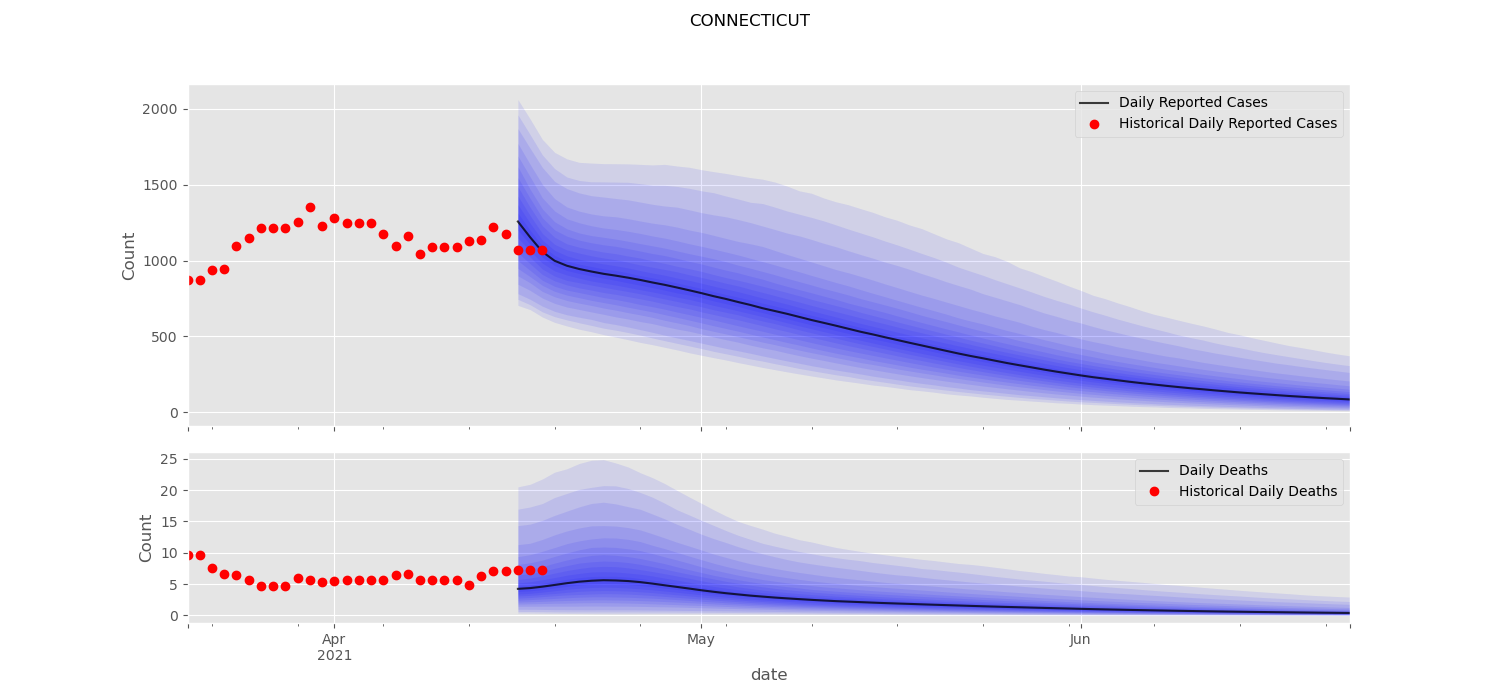 CONNECTICUT
Daily Reported Cases
Historical Daily Reported Cases
2000
1500
1000
500
0
Count
Daily Deaths
Historical Daily Deaths
25
20
15
10
5
0
Count
Apr
2021
May
Jun
date